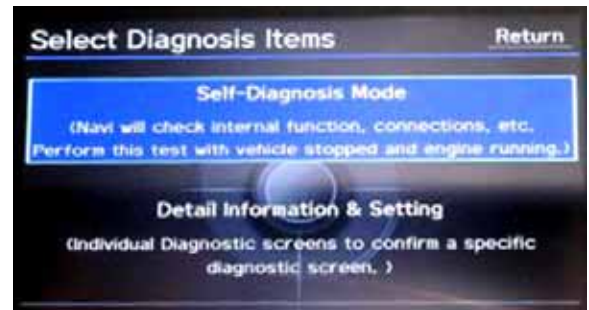 Select Diagnosis Items
Return
Self-Diagnosis Mode
(Navi will check internal function, connections, etc.
Perform this test with vehicle stopped and engine running.)
Detail Information & Setting
(Individual Diagnostic screens to confirm a specific
diagnostic screen. )